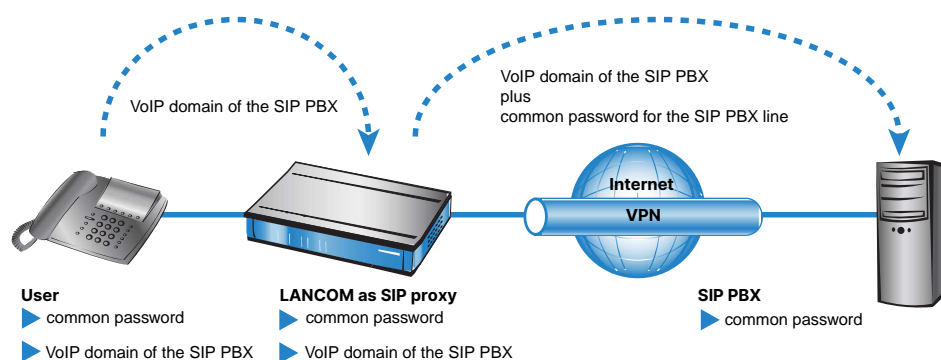 VoIP domain of the SIP PBX
VoIP domain of the SIP PBX
plus
common password for the SIP PBX line
Internet
VPN
User
common password
VoIP domain of the SIP PBX
LANCOM as SIP proxy
common password
VoIP domain of the SIP PBX
SIP PBX
common password